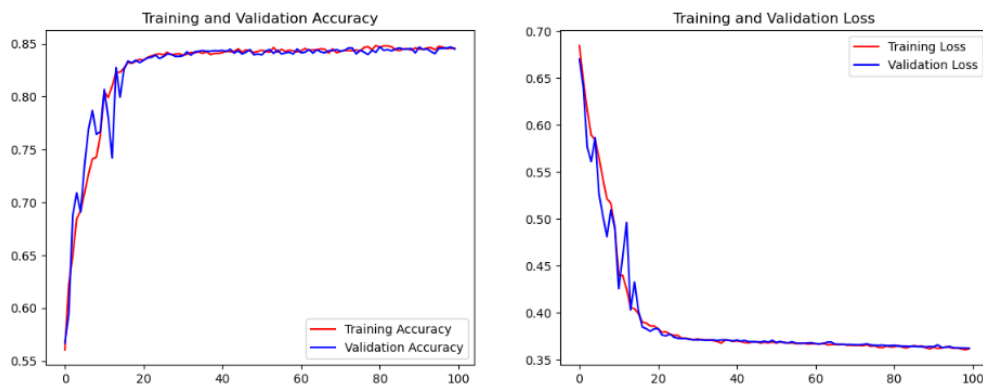 Training and Validation Accuracy
0.85
0.80
0.75
0.70
0.65
0.60
0.55
Training Accuracy
Validation Accuracy
0 20 40 60 80 100
Training and Validation Loss
0.70
0.65
0.60
0.55
0.50
0.45
0.40
0.35
Training Loss
Validation Loss
0 20 40 60 80 100